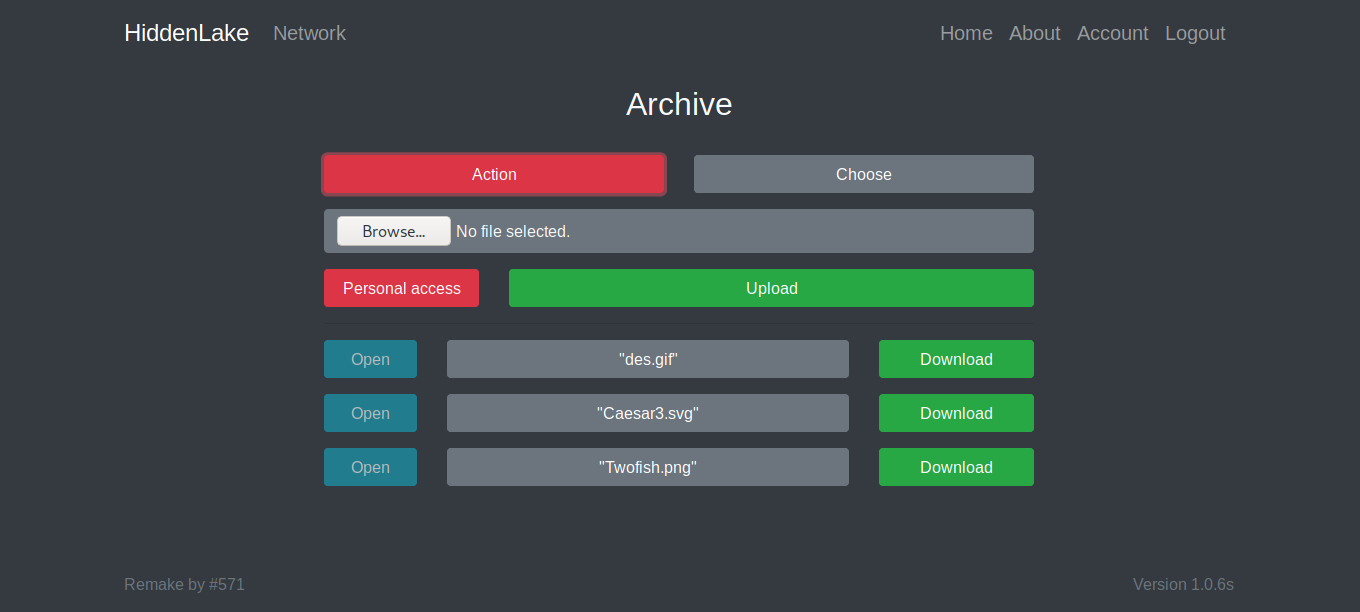 HiddenLake Network Home About Account Logout
Archive
Action Choose
Browse... No file selected.
Personal access Upload
Open "des.gif" Download
Open "Caesar3.svg" Download
Open "Twofish.png" Download
Remake by #571 Version 1.0.6s